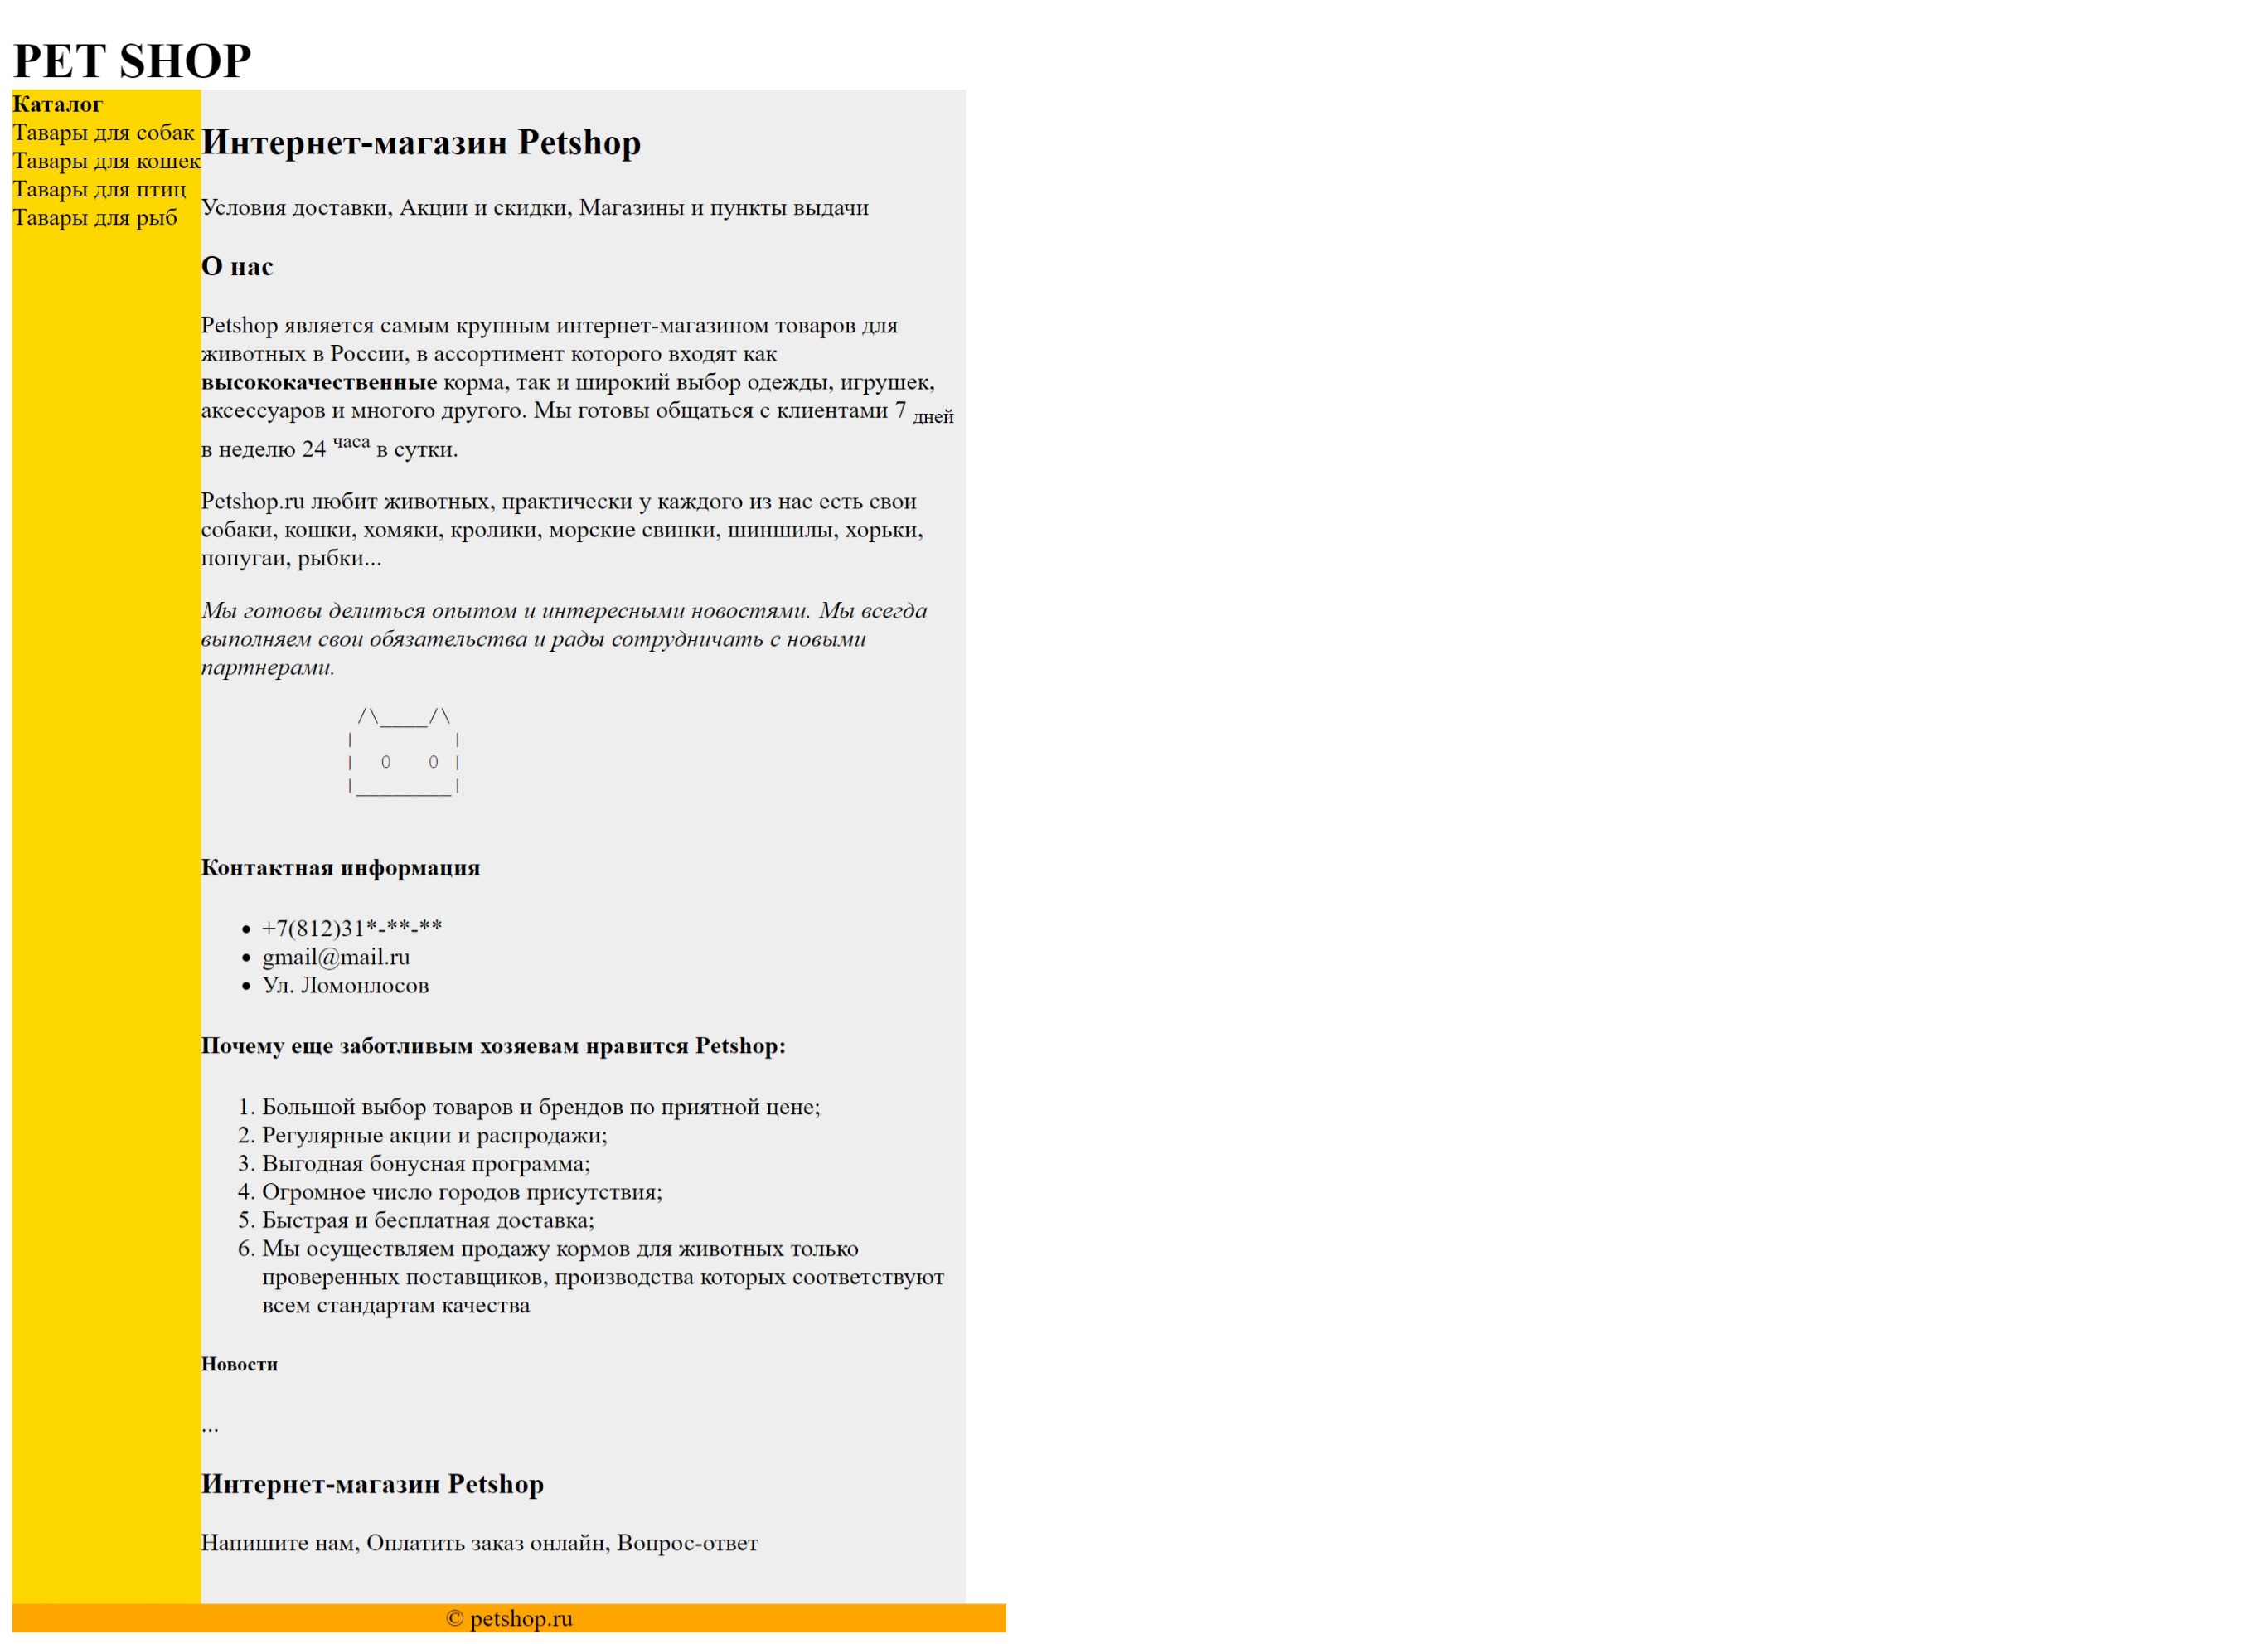 PET SHOP
Каталог
Тавары для собак
Тавары для кошек
Тавары для птиц
Тавары для рыб
Интернет-магазин Petshop
Условия доставки, Акции и скидки, Магазины и пункты выдачи
О нас
Petshop является самым крупным интернет-магазином товаров для
животных в России, в ассортимент которого входят как
высококачественные корма, так и широкий выбор одежды, игрушек,
аксессуаров и многого другого. Мы готовы общаться с клиентами 7 дней
в неделю 24 часа в сутки.
Petshop.ru любит животных, практически у каждого из нас есть свои
собаки, кошки, хомяки, кролики, морские свинки, шиншилы, хорьки,
попугаи, рыбки...
Мы готовы делиться опытом и интересными новостями. Мы всегда
выполняем свои обязательства и рады сотрудничать с новыми
партнерами.
/\____/\
|        |
|  0   0 |
|________|
Контактная информация
• +7(812)31*-**-**
• gmail@mail.ru
• Ул. Ломонлосов
Почему еще заботливым хозяевам нравится Petshop:
1. Большой выбор товаров и брендов по приятной цене;
2. Регулярные акции и распродажи;
3. Выгодная бонусная программа;
4. Огромное число городов присутствия;
5. Быстрая и бесплатная доставка;
6. Мы осуществляем продажу кормов для животных только
проверенных поставщиков, производства которых соответствуют
всем стандартам качества
Новости
...
Интернет-магазин Petshop
Напишите нам, Оплатить заказ онлайн, Вопрос-ответ
© petshop.ru